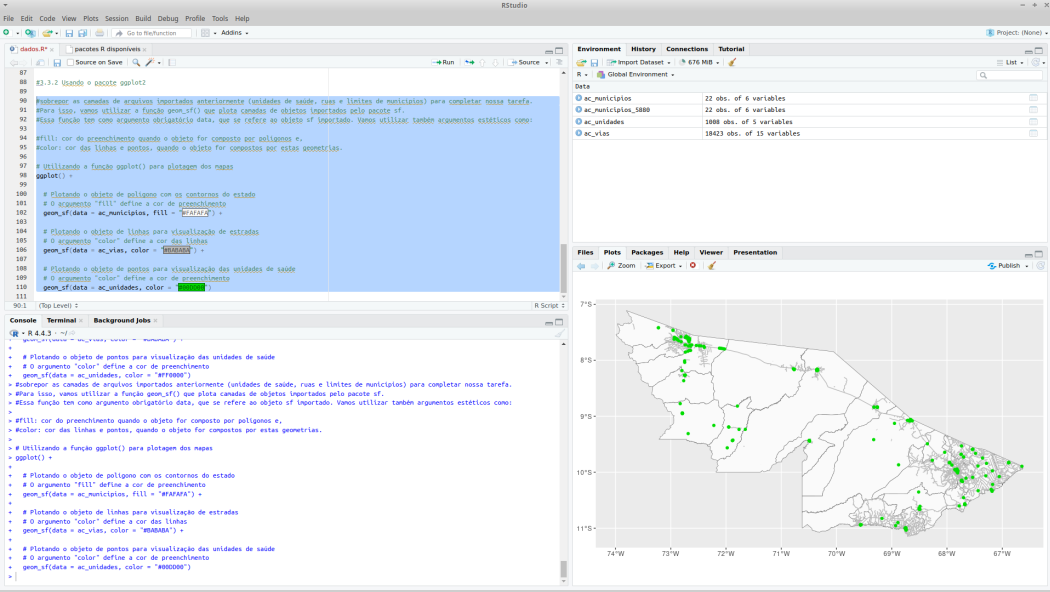 RStudio
File Edit Code View Plots Session Build Debug Profile Tools Help
Go to file/function Addins Project: (None)
dados.R* pacotes R disponíveis
Source on Save Run Source
87
88 #3.3.2 Usando o pacote ggplot2
89
90 #sobrepor as camadas de arquivos importados anteriormente (unidades de saúde, ruas e limites de municípios) para completar nossa tarefa.
91 #Para isso, vamos utilizar a função geom_sf() que plota camadas de objetos importados pelo pacote sf.
92 #Essa função tem como argumento obrigatório data, que se refere ao objeto sf importado. Vamos utilizar também argumentos estéticos como:
93
94 #fill: cor do preenchimento quando o objeto for composto por polígonos e,
95 #color: cor das linhas e pontos, quando o objeto for compostos por estas geometrias.
96
97 # Utilizando a função ggplot() para plotagem dos mapas
98 ggplot() +
99
100 # Plotando o objeto de polígono com os contornos do estado
101 # O argumento "fill" define a cor de preenchimento
102 geom_sf(data = ac_municipios, fill = "#FAFAFA") +
103
104 # Plotando o objeto de linhas para visualização de estradas
105 # O argumento "color" define a cor das linhas
106 geom_sf(data = ac_vias, color = "#BABABA") +
107
108 # Plotando o objeto de pontos para visualização das unidades de saúde
109 # O argumento "color" define a cor de preenchimento
110 geom_sf(data = ac_unidades, color = "#00DD00")
111
90:1 (Top Level) R Script
Console Terminal Background Jobs
R 4.4.3 · ~/
+ geom_sf(data = ac_vias, color = "#BABABA") +
+
+ # Plotando o objeto de pontos para visualização das unidades de saúde
+ # O argumento "color" define a cor de preenchimento
+ geom_sf(data = ac_unidades, color = "#FF0000")
> #sobrepor as camadas de arquivos importados anteriormente (unidades de saúde, ruas e limites de municípios) para completar nossa tarefa.
> #Para isso, vamos utilizar a função geom_sf() que plota camadas de objetos importados pelo pacote sf.
> #Essa função tem como argumento obrigatório data, que se refere ao objeto sf importado. Vamos utilizar também argumentos estéticos como:
>
> #fill: cor do preenchimento quando o objeto for composto por polígonos e,
> #color: cor das linhas e pontos, quando o objeto for compostos por estas geometrias.
>
> # Utilizando a função ggplot() para plotagem dos mapas
> ggplot() +
+
+ # Plotando o objeto de polígono com os contornos do estado
+ # O argumento "fill" define a cor de preenchimento
+ geom_sf(data = ac_municipios, fill = "#FAFAFA") +
+
+ # Plotando o objeto de linhas para visualização de estradas
+ # O argumento "color" define a cor das linhas
+ geom_sf(data = ac_vias, color = "#BABABA") +
+
+ # Plotando o objeto de pontos para visualização das unidades de saúde
+ # O argumento "color" define a cor de preenchimento
+ geom_sf(data = ac_unidades, color = "#00DD00")
>
Environment History Connections Tutorial
Import Dataset 676 MiB List
R Global Environment
Data
ac_municipios 22 obs. of 6 variables
ac_municipios_5880 22 obs. of 6 variables
ac_unidades 1008 obs. of 5 variables
ac_vias 18423 obs. of 15 variables
Files Plots Packages Help Viewer Presentation
Zoom Export Publish
7°S
8°S
9°S
10°S
11°S
74°W 73°W 72°W 71°W 70°W 69°W 68°W 67°W